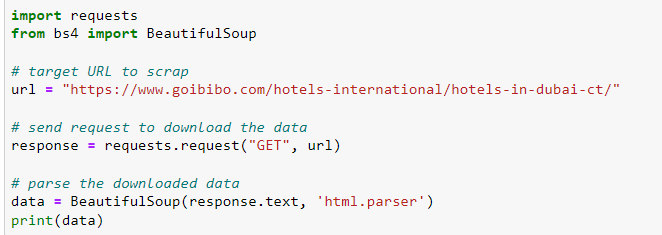 import requests
from bs4 import BeautifulSoup
# target URL to scrap
url = "https://www.goibibo.com/hotels-international/hotels-in-dubai-ct/"
# send request to download the data
response = requests.request("GET", url)
# parse the downloaded data
data = BeautifulSoup(response.text, 'html.parser')
print(data)